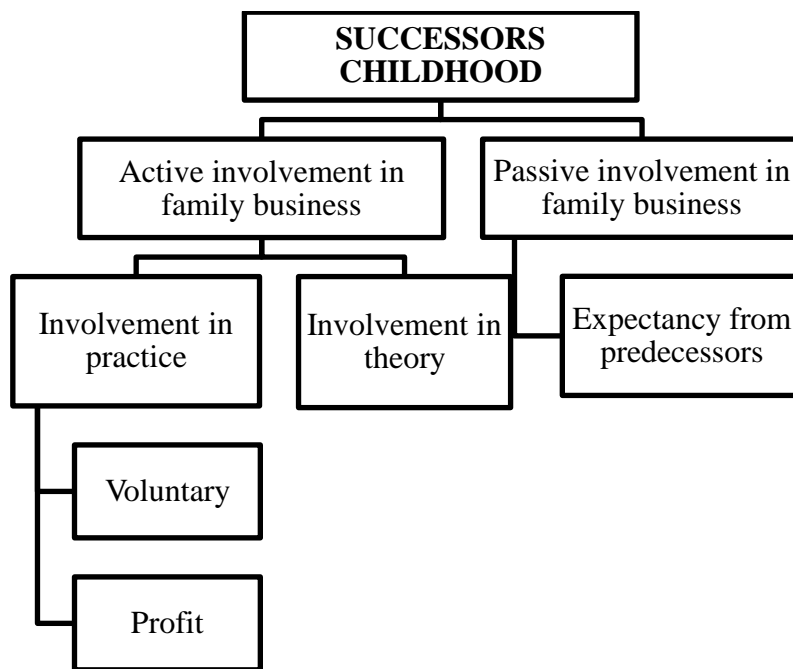 SUCCESSORS
CHILDHOOD
Active involvement in
family business
Passive involvement in
family business
Involvement in
practice
Involvement in
theory
Expectancy from
predecessors
Voluntary
Profit